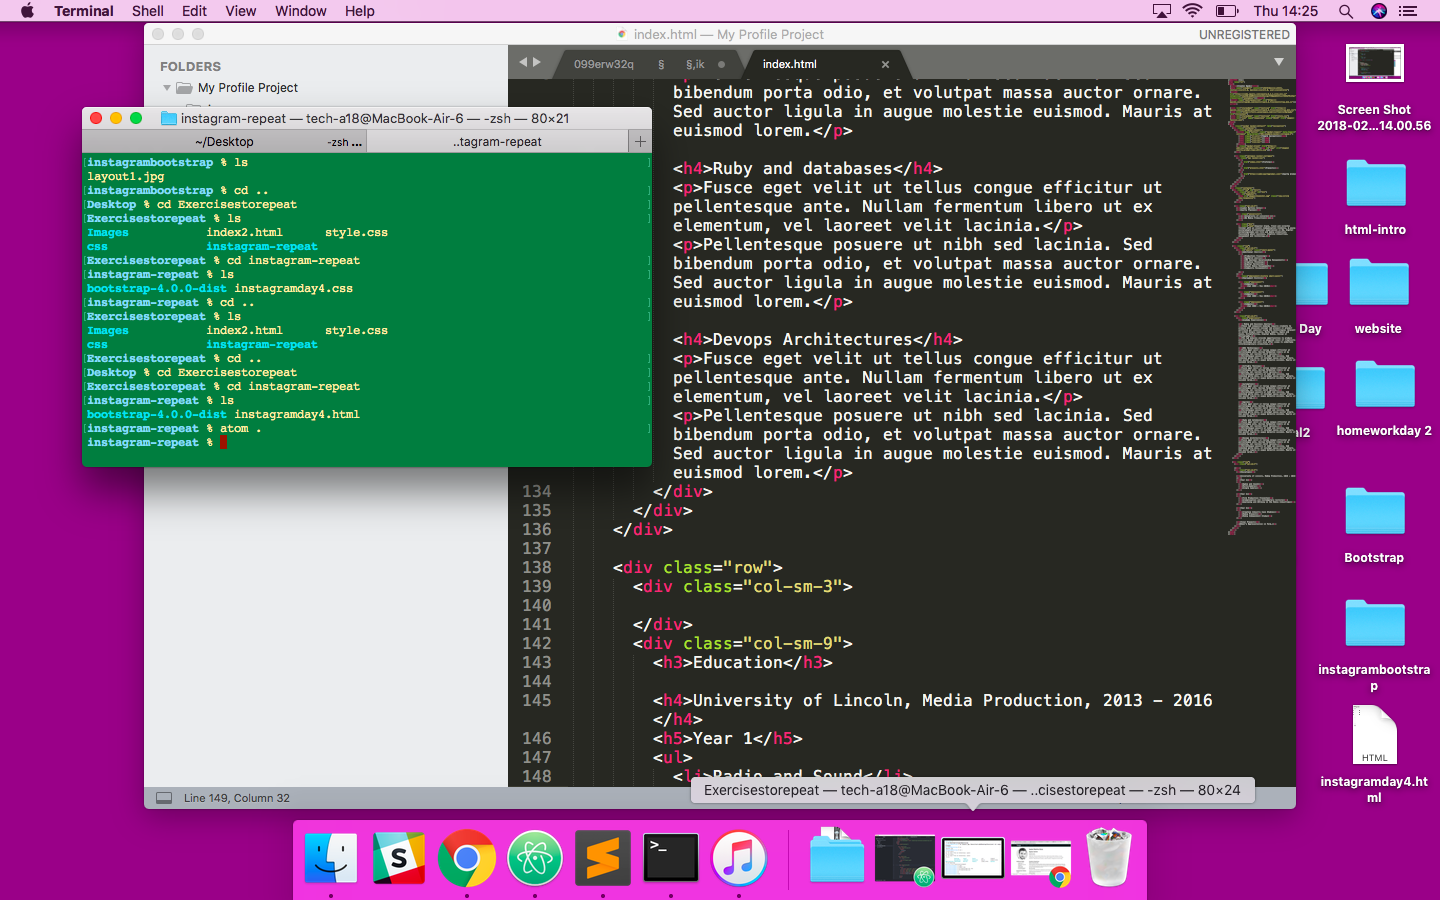 Terminal Shell Edit View Window Help Thu 14:25
index.html — My Profile Project UNREGISTERED
FOLDERS
My Profile Project
099erw32q § §,ik
index.html
instagram-repeat — tech-a18@MacBook-Air-6 — -zsh — 80×21
~/Desktop -zsh ... ..tagram-repeat
instagrambootstrap % ls
layout1.jpg
instagrambootstrap % cd ..
Desktop % cd Exercisestorepeat
Exercisestorepeat % ls
Images index2.html style.css
css instagram-repeat
Exercisestorepeat % cd instagram-repeat
instagram-repeat % ls
bootstrap-4.0.0-dist instagramday4.css
instagram-repeat % cd ..
Exercisestorepeat % ls
Images index2.html style.css
css instagram-repeat
Exercisestorepeat % cd ..
Desktop % cd Exercisestorepeat
Exercisestorepeat % cd instagram-repeat
instagram-repeat % ls
bootstrap-4.0.0-dist instagramday4.html
instagram-repeat % atom .
instagram-repeat %
bibendum porta odio, et volutpat massa auctor ornare.
Sed auctor ligula in augue molestie euismod. Mauris at
euismod lorem.</p>
<h4>Ruby and databases</h4>
<p>Fusce eget velit ut tellus congue efficitur ut
pellentesque ante. Nullam fermentum libero ut ex
elementum, vel laoreet velit lacinia.</p>
<p>Pellentesque posuere ut nibh sed lacinia. Sed
bibendum porta odio, et volutpat massa auctor ornare.
Sed auctor ligula in augue molestie euismod. Mauris at
euismod lorem.</p>
<h4>Devops Architectures</h4>
<p>Fusce eget velit ut tellus congue efficitur ut
pellentesque ante. Nullam fermentum libero ut ex
elementum, vel laoreet velit lacinia.</p>
<p>Pellentesque posuere ut nibh sed lacinia. Sed
bibendum porta odio, et volutpat massa auctor ornare.
Sed auctor ligula in augue molestie euismod. Mauris at
euismod lorem.</p>
134 </div>
135 </div>
136 </div>
137
138 <div class="row">
139 <div class="col-sm-3">
140
141 </div>
142 <div class="col-sm-9">
143 <h3>Education</h3>
144
145 <h4>University of Lincoln, Media Production, 2013 - 2016
</h4>
146 <h5>Year 1</h5>
147 <ul>
148 <li>Radio and Sound</li>
Line 149, Column 32
Exercisestorepeat — tech-a18@MacBook-Air-6 — ..cisestorepeat — -zsh — 80×24
Screen Shot
2018-02...14.00.56
html-intro
Day
website
l2
homeworkday 2
Bootstrap
instagrambootstra
p
HTML
instagramday4.ht
ml